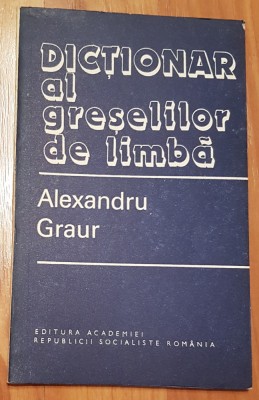 DICȚIONAR
al
greșelilor
de limbă
Alexandru
Graur
EDITURA ACADEMIEI
REPUBLICII SOCIALISTE ROMÂNIA